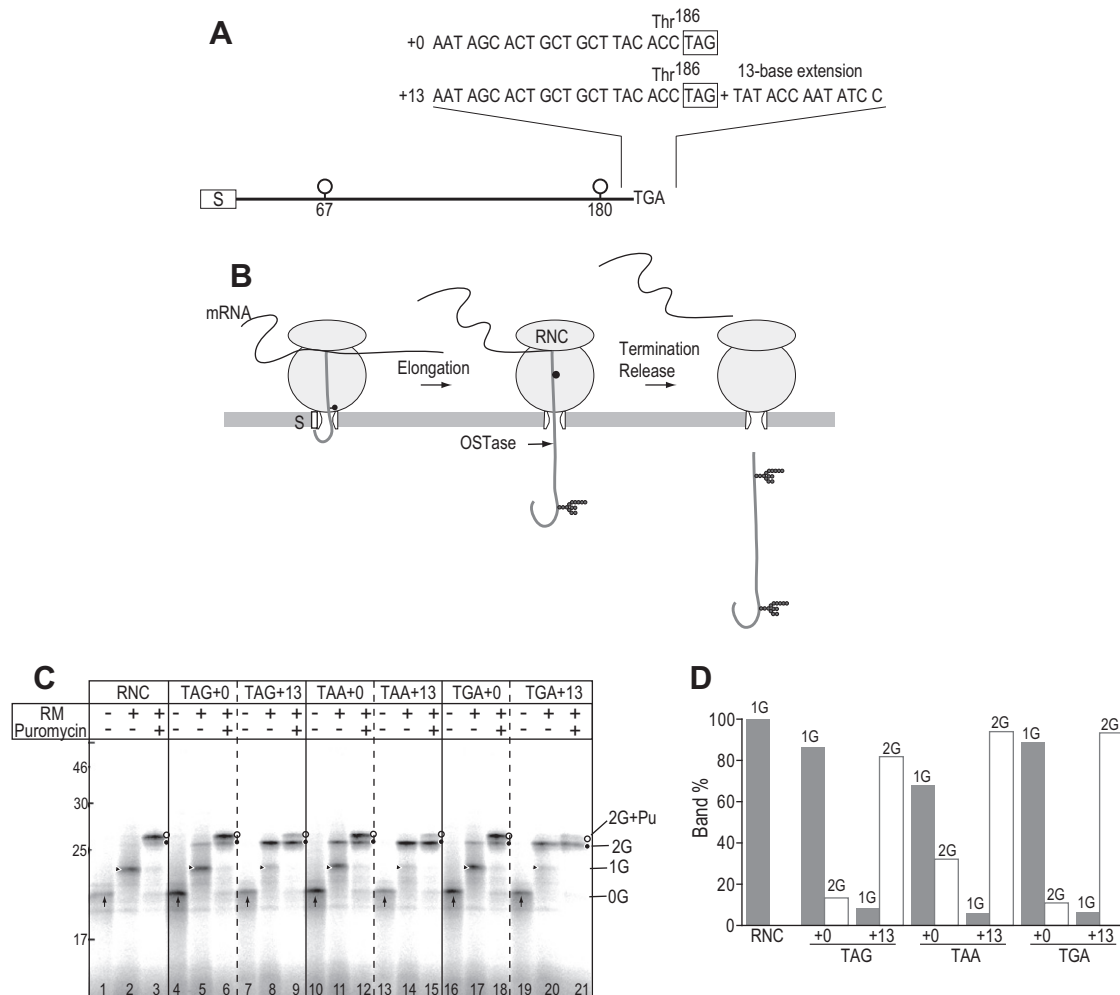 A
Thr186
+0 AAT AGC ACT GCT GCT TAC ACC TAG
Thr186 13-base extension
+13 AAT AGC ACT GCT GCT TAC ACC TAG + TAT ACC AAT ATC C
S TGA
67 180
B
mRNA
RNC
Elongation
Termination
Release
S
OSTase
C
RNC TAG+0 TAG+13 TAA+0 TAA+13 TGA+0 TGA+13
RM - + + - + + - + + - + + - + + - + + - + +
Puromycin - - + - - + - - + - - + - - + - - + - - +
46
30
25
17
2G+Pu
2G
1G
0G
1 2 3 4 5 6 7 8 9 10 11 12 13 14 15 16 17 18 19 20 21
D
Band %
100
80
60
40
20
0
1G 1G 2G 1G 2G 1G 2G 1G 2G 1G 2G 1G 2G
RNC +0 +13 +0 +13 +0 +13
TAG TAA TGA